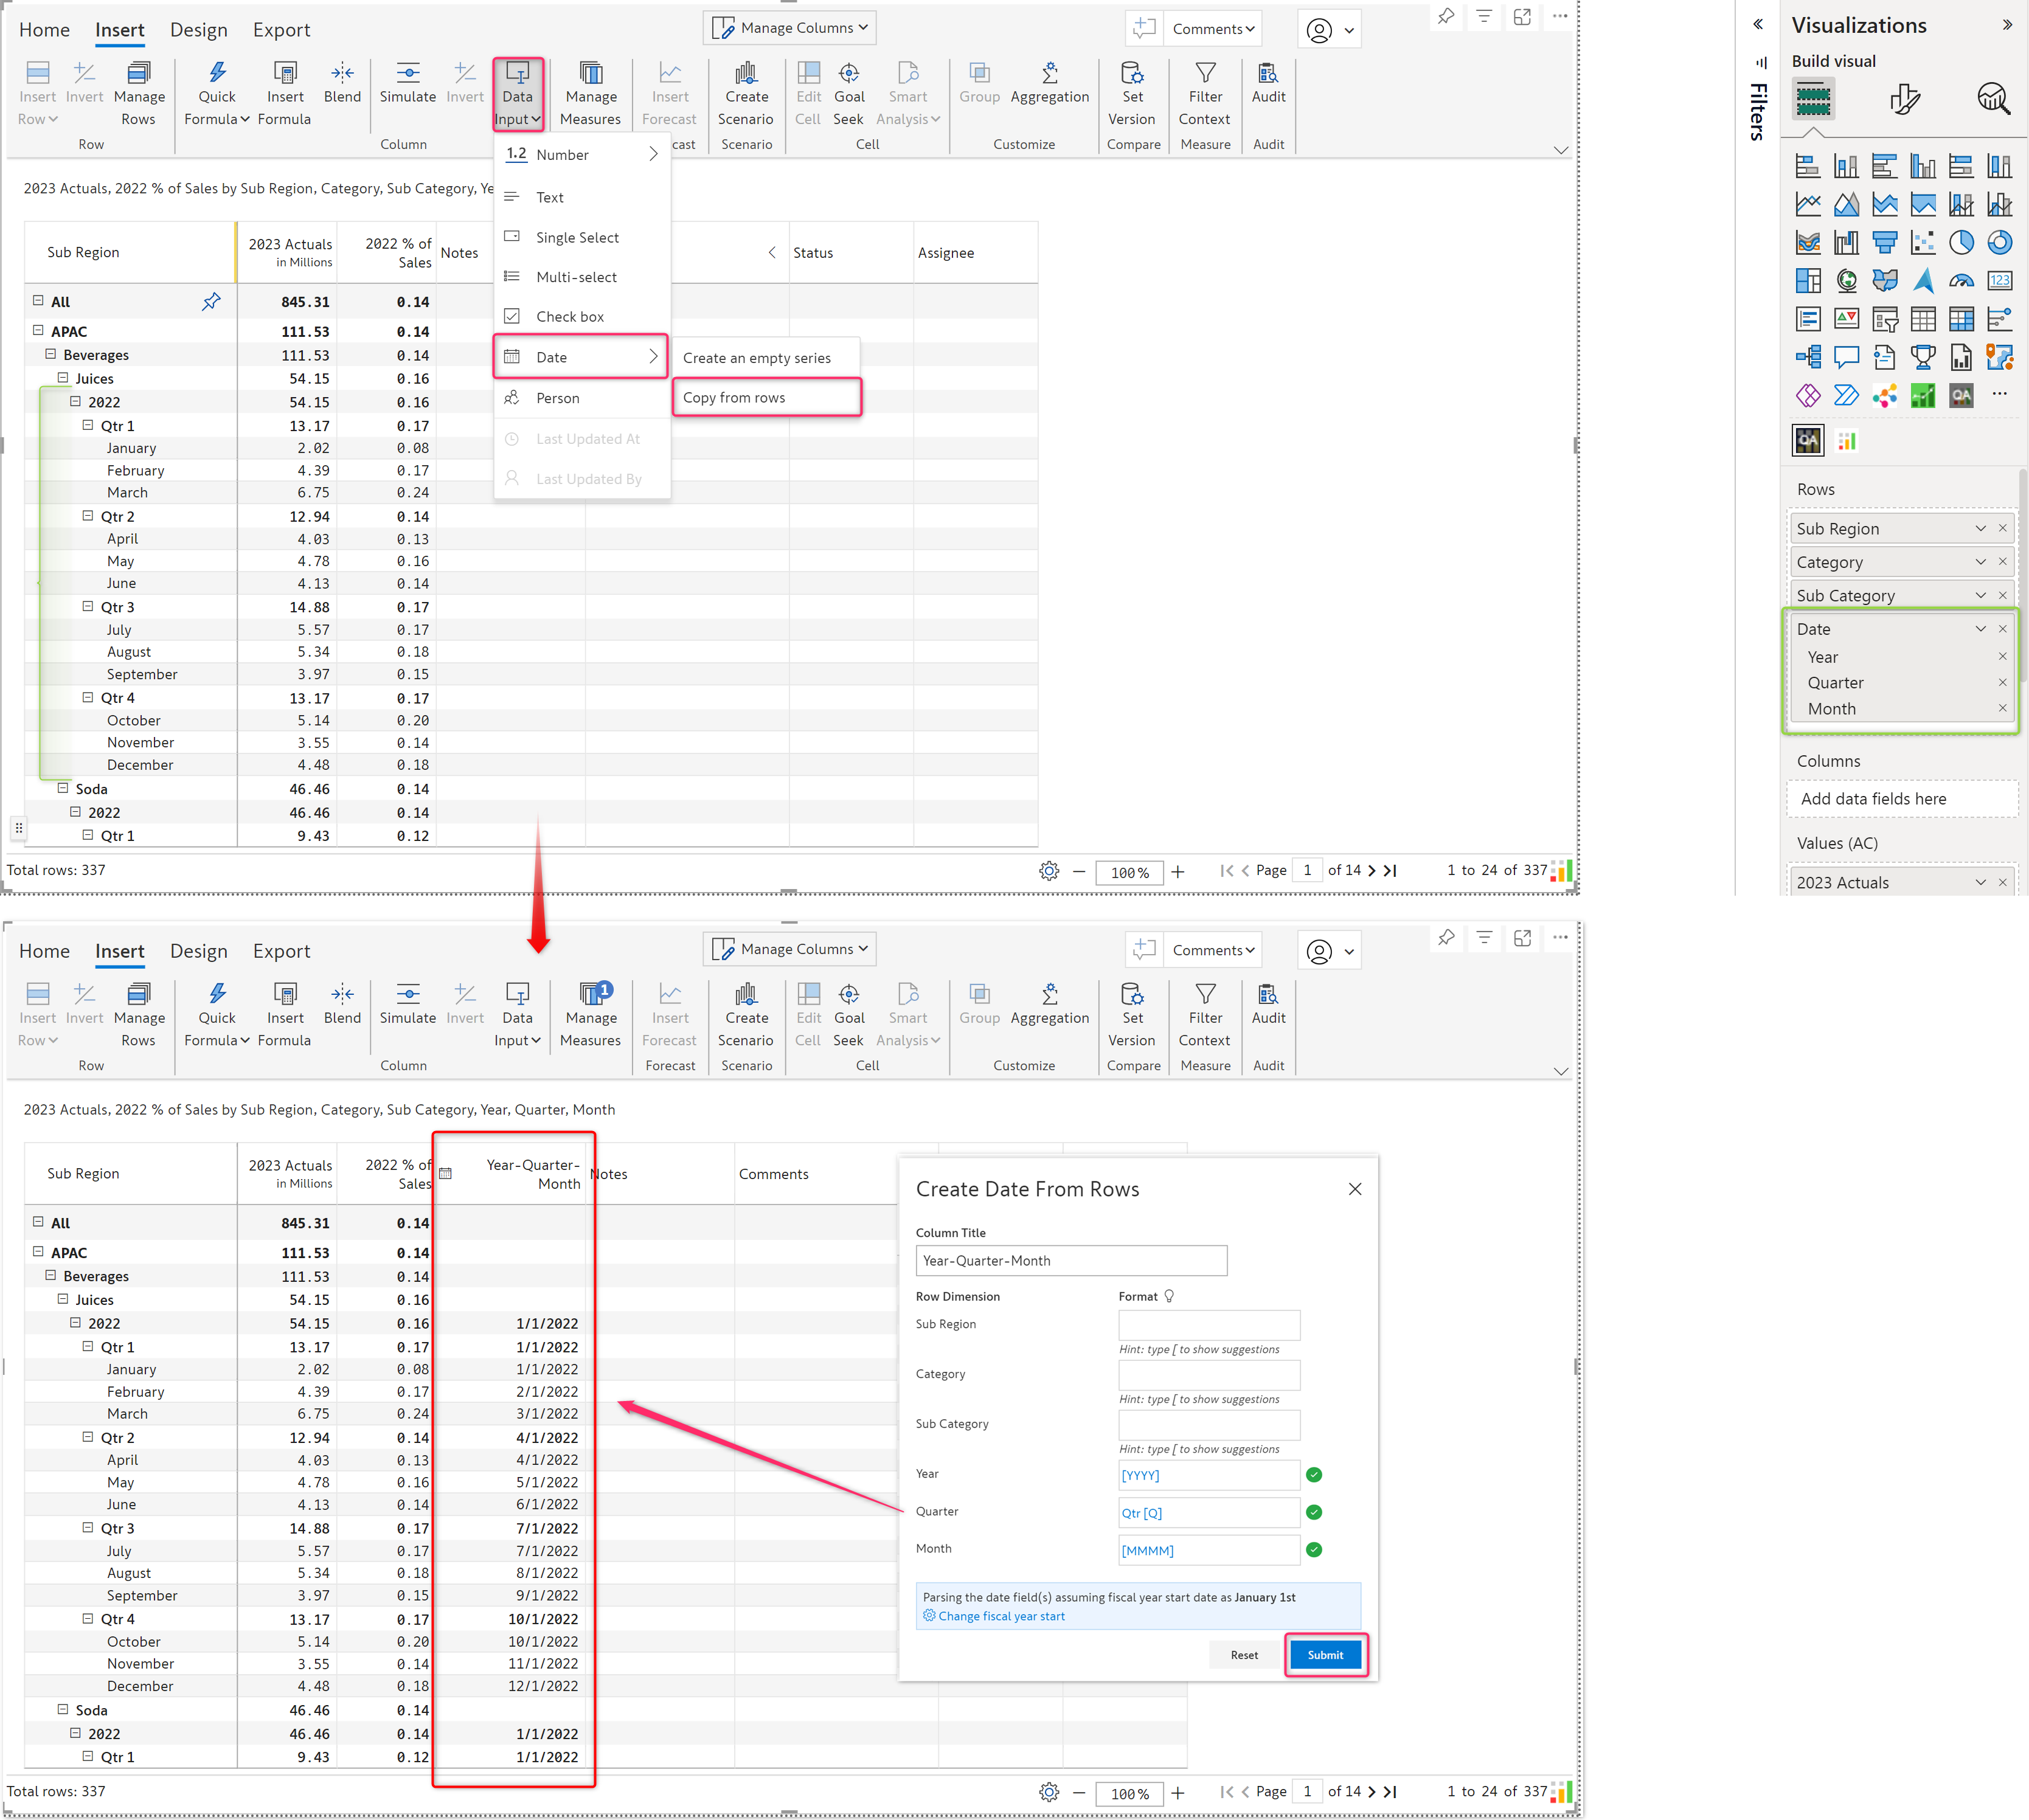 Home Insert Design Export
Manage Columns
Comments
Insert Invert Manage Quick Insert Blend Simulate Invert Data Manage Insert Create Edit Goal Smart Group Aggregation Set Filter Audit
Row Rows Formula Formula Input Measures Forecast Scenario Cell Seek Analysis Version Context
Row Column cast Scenario Cell Customize Compare Measure Audit
1.2 Number
Text
Single Select
Multi-select
Check box
Date
Person
Last Updated At
Last Updated By
Create an empty series
Copy from rows
2023 Actuals, 2022 % of Sales by Sub Region, Category, Sub Category, Ye
Sub Region 2023 Actuals in Millions 2022 % of Sales Notes Status Assignee
All 845.31 0.14
APAC 111.53 0.14
Beverages 111.53 0.14
Juices 54.15 0.16
2022 54.15 0.16
Qtr 1 13.17 0.17
January 2.02 0.08
February 4.39 0.17
March 6.75 0.24
Qtr 2 12.94 0.14
April 4.03 0.13
May 4.78 0.16
June 4.13 0.14
Qtr 3 14.88 0.17
July 5.57 0.17
August 5.34 0.18
September 3.97 0.15
Qtr 4 13.17 0.17
October 5.14 0.20
November 3.55 0.14
December 4.48 0.18
Soda 46.46 0.14
2022 46.46 0.14
Qtr 1 9.43 0.12
Total rows: 337
100%
Page 1 of 14
1 to 24 of 337
Filters
Visualizations
Build visual
123
QA
QA
Rows
Sub Region
Category
Sub Category
Date
Year
Quarter
Month
Columns
Add data fields here
Values (AC)
2023 Actuals
Home Insert Design Export
Manage Columns
Comments
1
Insert Invert Manage Quick Insert Blend Simulate Invert Data Manage Insert Create Edit Goal Smart Group Aggregation Set Filter Audit
Row Rows Formula Formula Input Measures Forecast Scenario Cell Seek Analysis Version Context
Row Column Forecast Scenario Cell Customize Compare Measure Audit
2023 Actuals, 2022 % of Sales by Sub Region, Category, Sub Category, Year, Quarter, Month
Sub Region 2023 Actuals in Millions 2022 % of Sales Year-Quarter-Month Notes Comments
All 845.31 0.14
APAC 111.53 0.14
Beverages 111.53 0.14
Juices 54.15 0.16
2022 54.15 0.16 1/1/2022
Qtr 1 13.17 0.17 1/1/2022
January 2.02 0.08 1/1/2022
February 4.39 0.17 2/1/2022
March 6.75 0.24 3/1/2022
Qtr 2 12.94 0.14 4/1/2022
April 4.03 0.13 4/1/2022
May 4.78 0.16 5/1/2022
June 4.13 0.14 6/1/2022
Qtr 3 14.88 0.17 7/1/2022
July 5.57 0.17 7/1/2022
August 5.34 0.18 8/1/2022
September 3.97 0.15 9/1/2022
Qtr 4 13.17 0.17 10/1/2022
October 5.14 0.20 10/1/2022
November 3.55 0.14 11/1/2022
December 4.48 0.18 12/1/2022
Soda 46.46 0.14
2022 46.46 0.14 1/1/2022
Qtr 1 9.43 0.12 1/1/2022
Total rows: 337
100%
Page 1 of 14
1 to 24 of 337
Create Date From Rows
Column Title
Year-Quarter-Month
Row Dimension Format
Sub Region
Hint: type [ to show suggestions
Category
Hint: type [ to show suggestions
Sub Category
Hint: type [ to show suggestions
Year [YYYY]
Quarter Qtr [Q]
Month [MMMM]
Parsing the date field(s) assuming fiscal year start date as January 1st
Change fiscal year start
Reset Submit